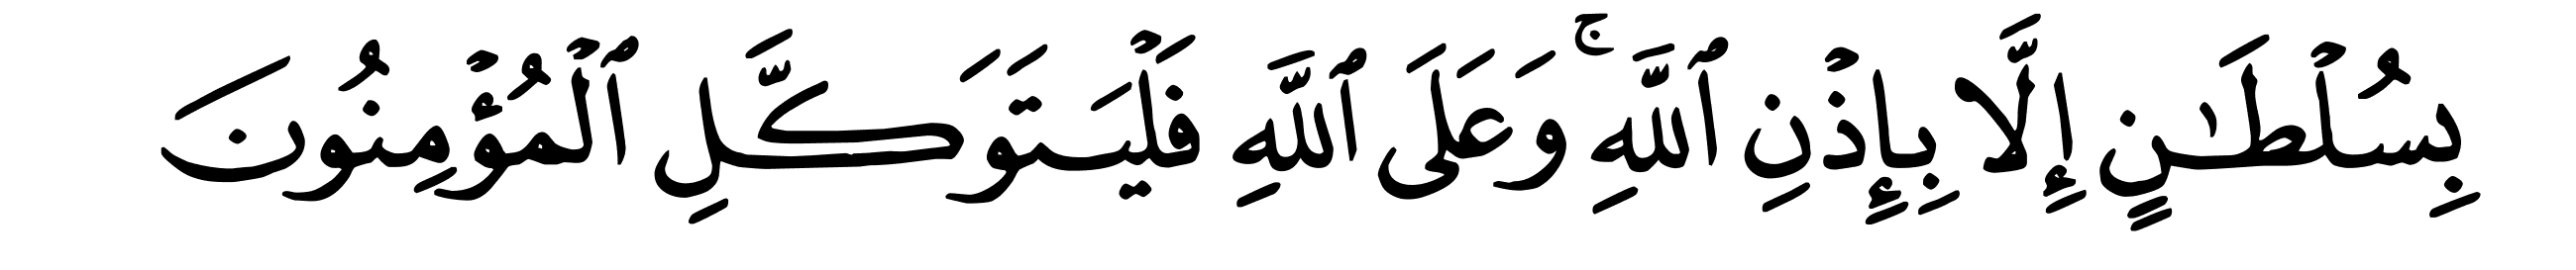 بِسُلْطَـٰنٍ إِلَّا بِإِذْنِ ٱللَّهِ ۚ وَعَلَى ٱللَّهِ فَلْيَتَوَكَّلِ ٱلْمُؤْمِنُونَ